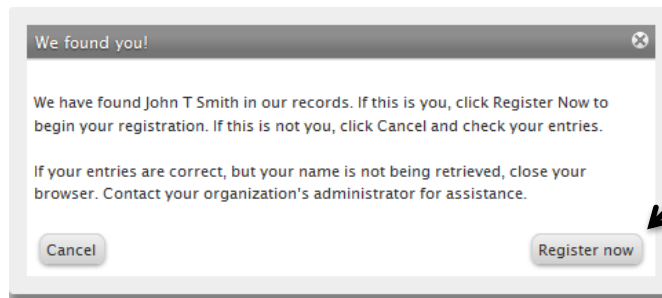 We found you!
We have found John T Smith in our records. If this is you, click Register Now to
begin your registration. If this is not you, click Cancel and check your entries.
If your entries are correct, but your name is not being retrieved, close your
browser. Contact your organization's administrator for assistance.
Cancel
Register now